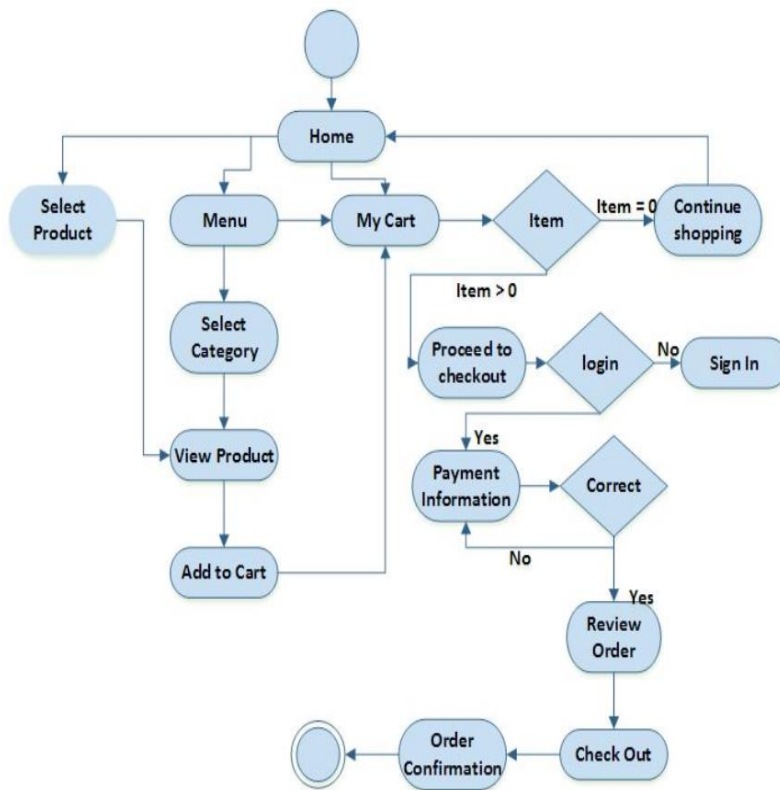 Home
Select
Product
Menu
My Cart
Item
Item = 0
Continue
shopping
Item > 0
Select
Category
Proceed to
checkout
login
No
Sign In
Yes
View Product
Payment
Information
Correct
No
Add to Cart
Yes
Review
Order
Order
Confirmation
Check Out